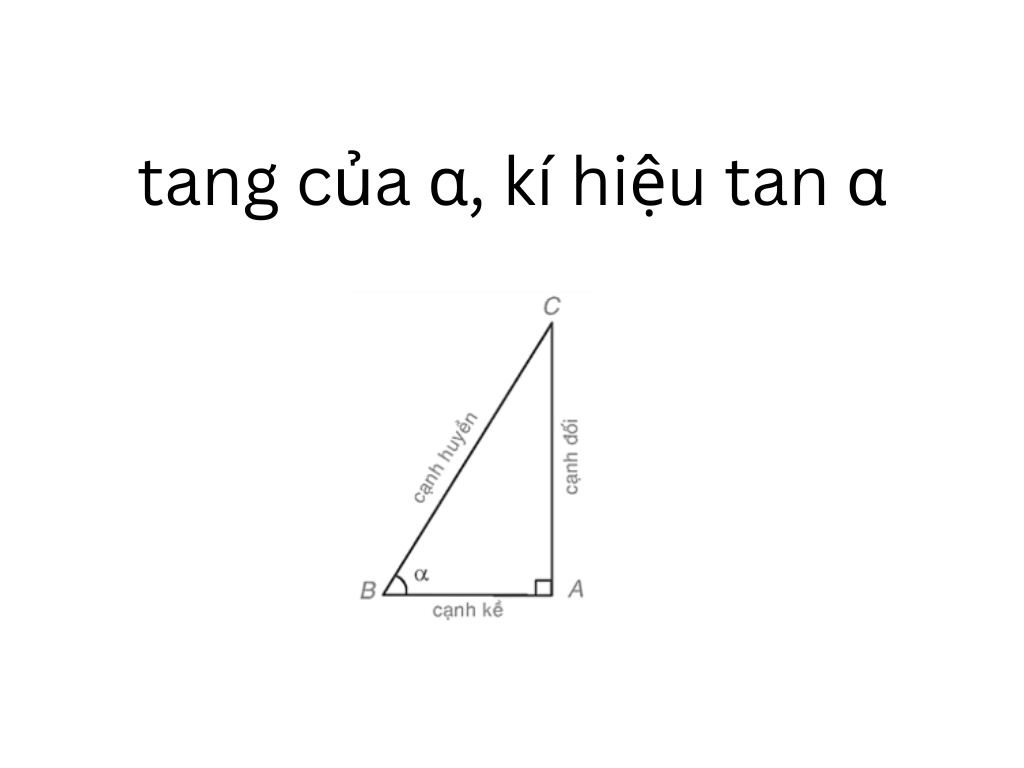 tang của α, kí hiệu tan α
C
cạnh huyền
cạnh đối
B
α
A
cạnh kề